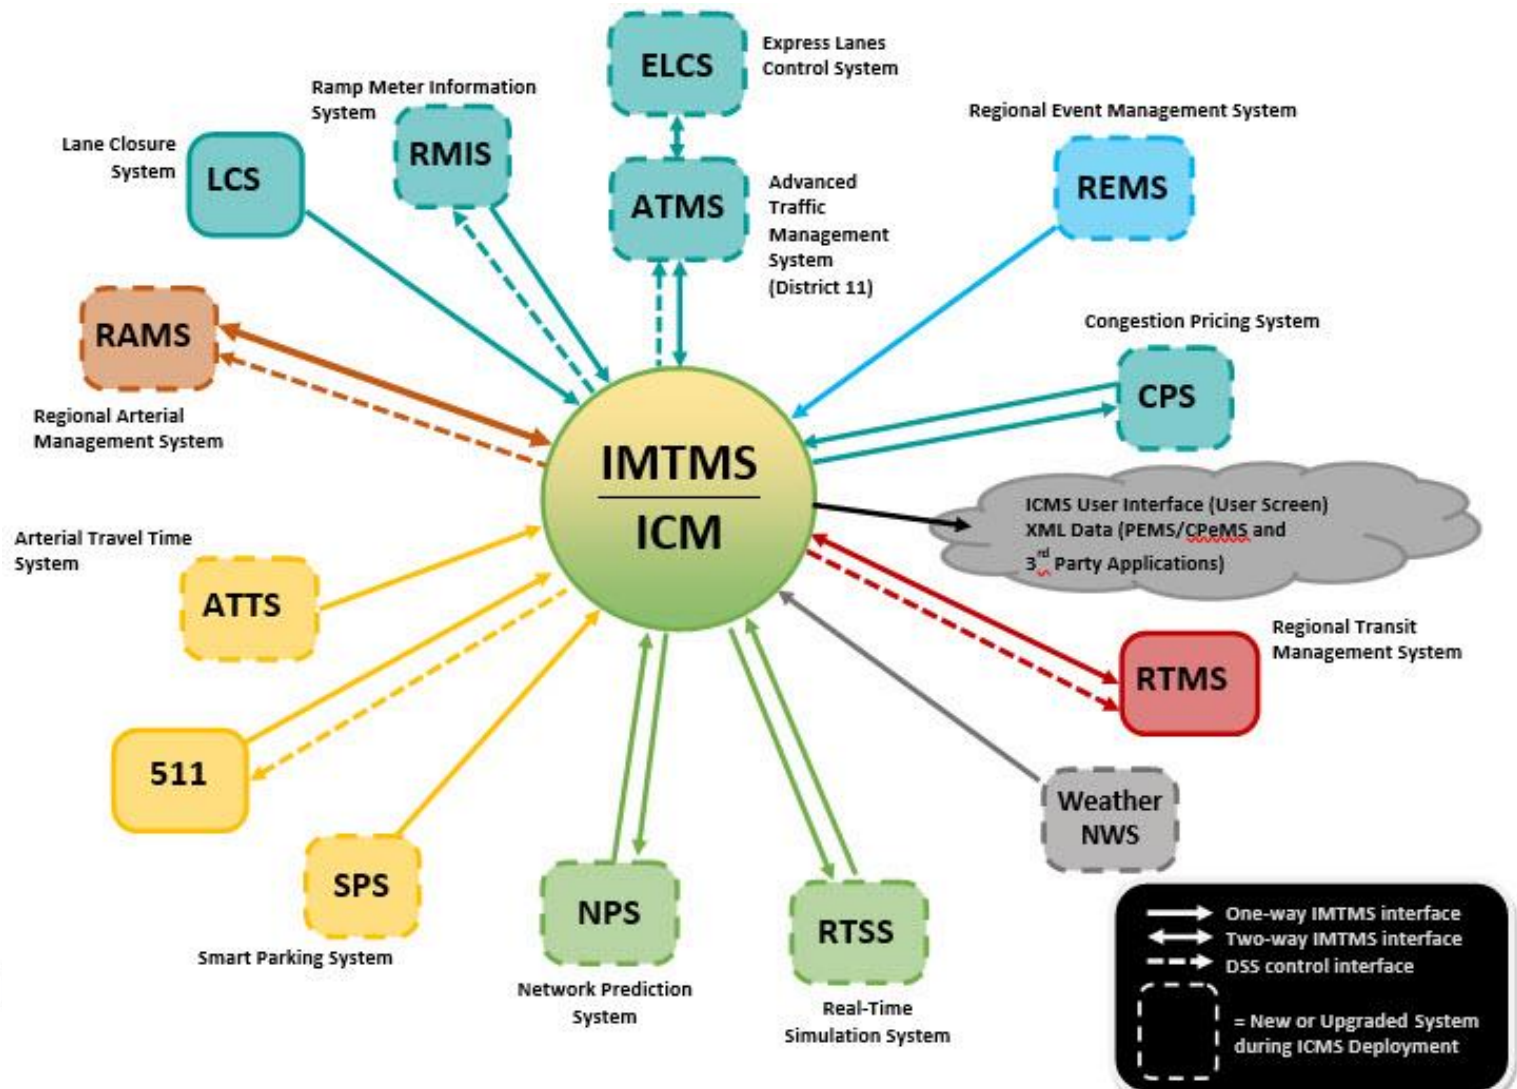 ELCS
Express Lanes
Control System
Ramp Meter Information
System
RMIS
Lane Closure
System
LCS
ATMS
Advanced
Traffic
Management
System
(District 11)
Regional Event Management System
REMS
RAMS
Regional Arterial
Management System
Congestion Pricing System
CPS
IMTMS
ICM
ICMS User Interface (User Screen)
XML Data (PEMS/CPeMS and
3rd Party Applications)
Arterial Travel Time
System
ATTS
Regional Transit
Management System
RTMS
511
Weather
NWS
SPS
Smart Parking System
NPS
Network Prediction
System
RTSS
Real-Time
Simulation System
One-way IMTMS interface
Two-way IMTMS interface
DSS control interface
= New or Upgraded System
during ICMS Deployment